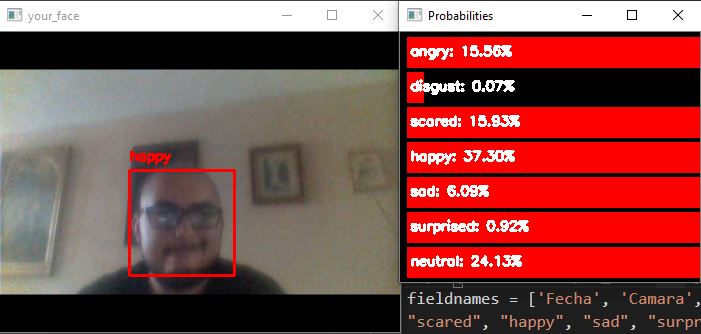 your_face
Probabilities
happy
angry: 15.56%
disgust: 0.07%
scared: 15.93%
happy: 37.30%
sad: 6.09%
surprised: 0.92%
neutral: 24.13%
fieldnames = ['Fecha', 'Camara',
"scared", "happy", "sad", "surpr